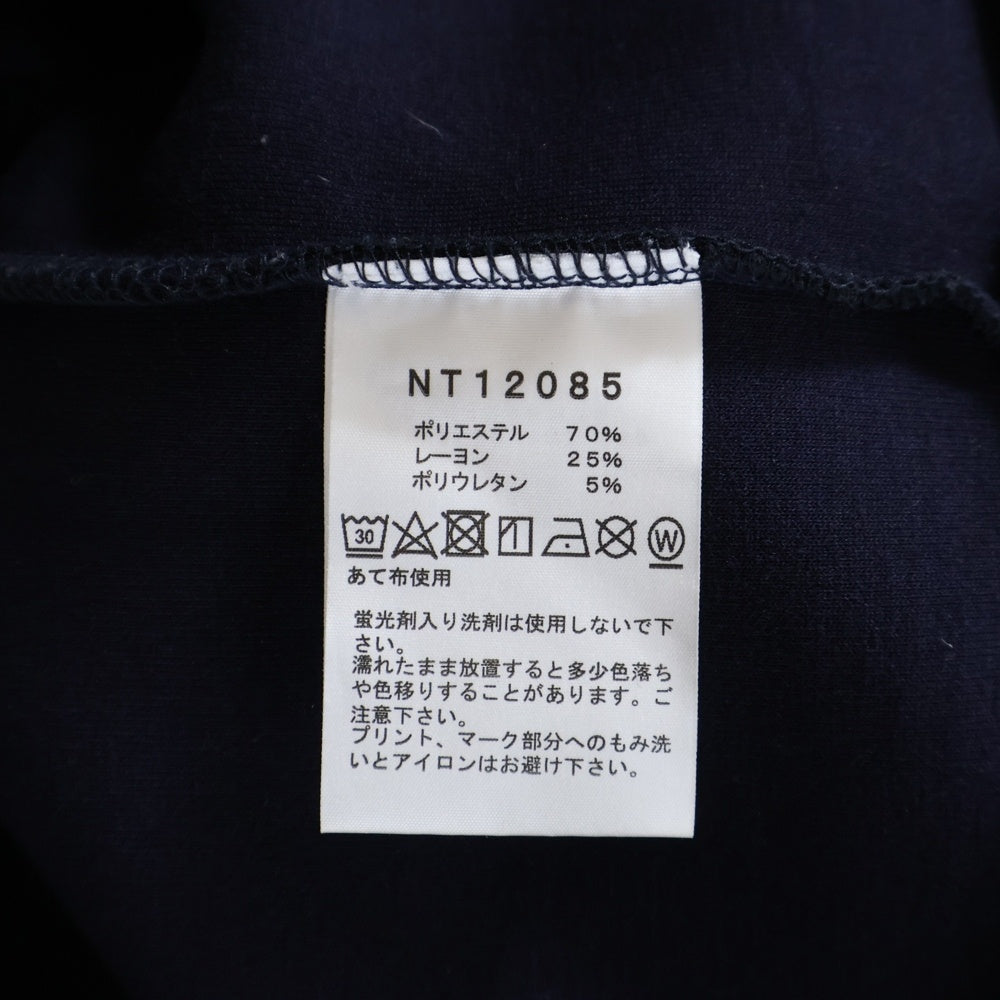 NT12085
ポリエステル 70%
レーヨン 25%
ポリウレタン 5%
30 W
あて布使用
蛍光剤入り洗剤は使用しないで下
さい。
濡れたまま放置すると多少色落ち
や色移りすることがあります。ご
注意下さい。
プリント、マーク部分へのもみ洗
いとアイロンはお避け下さい。